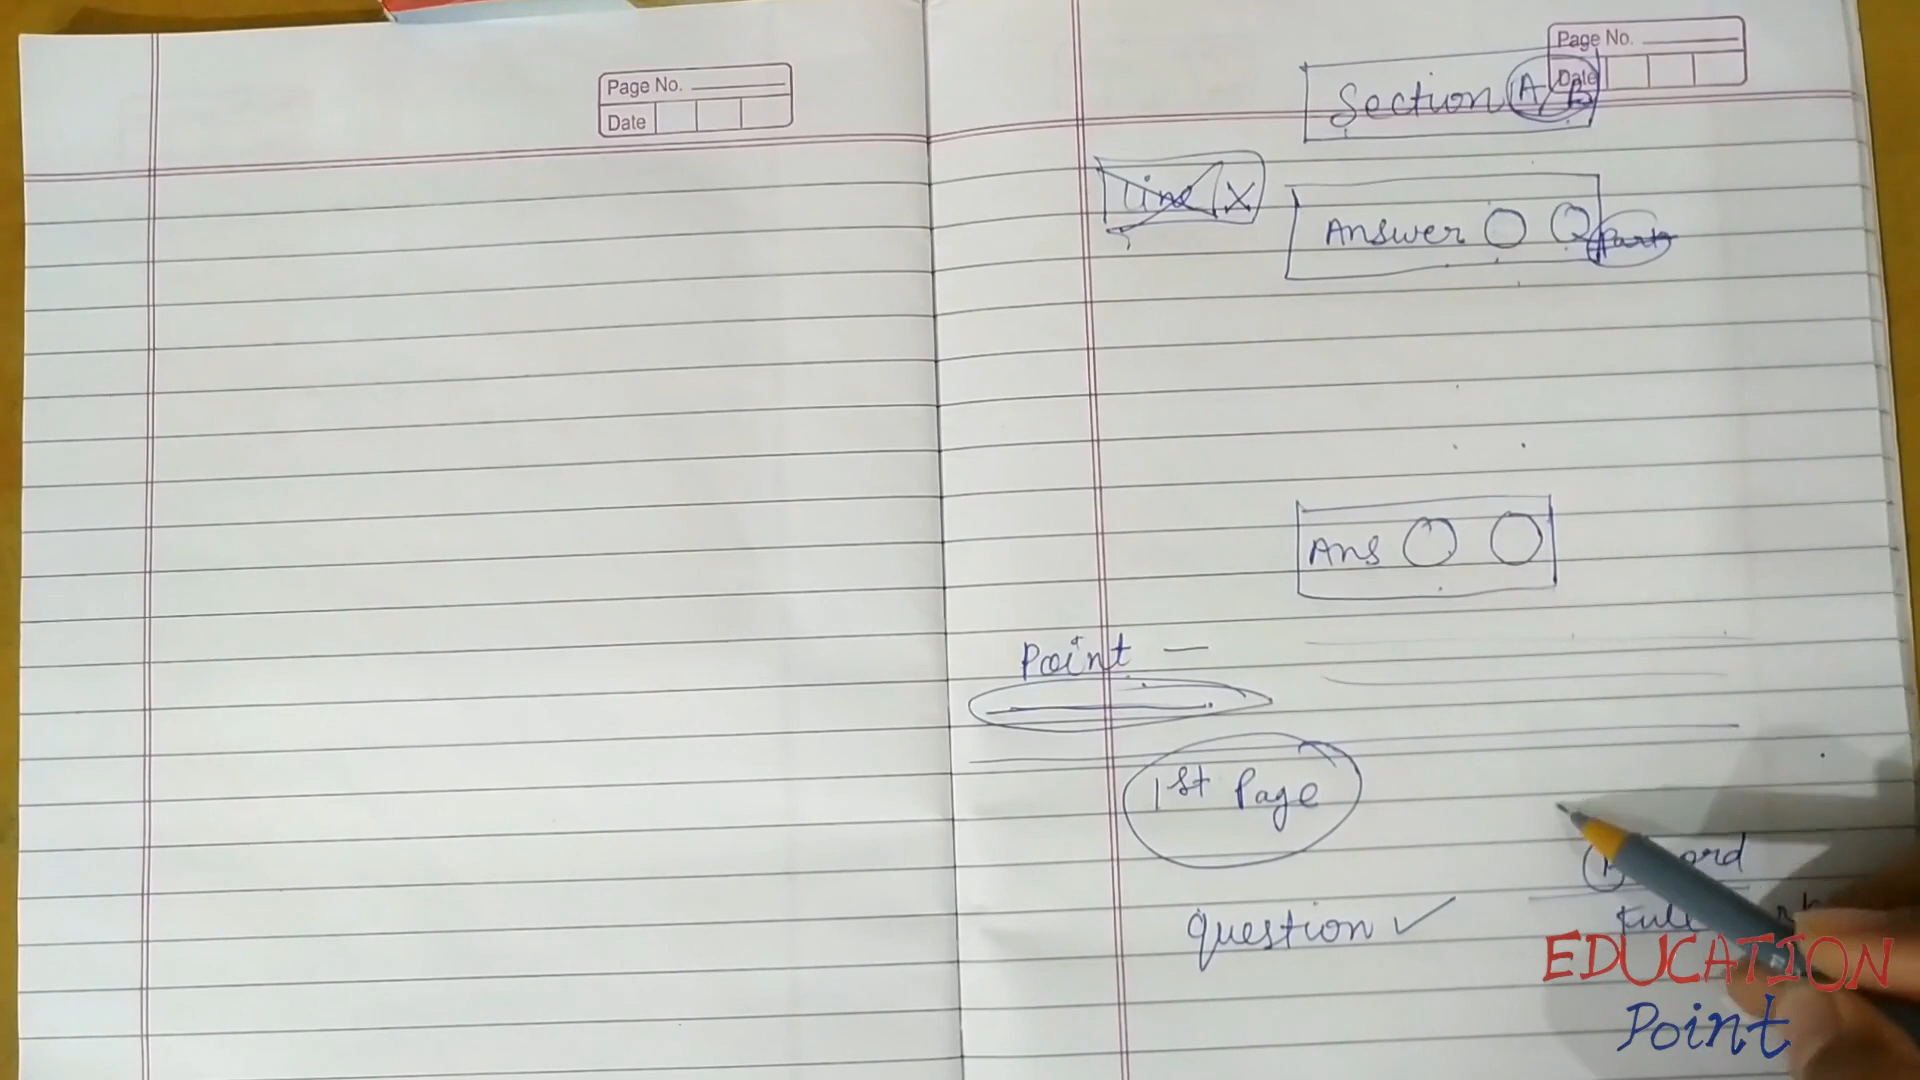 Page No.
Date
Page No.
Date
Section A/B
Line X
Answer
Part
Ans
Point —
1st Page
question ✓
EDUCATION
Point